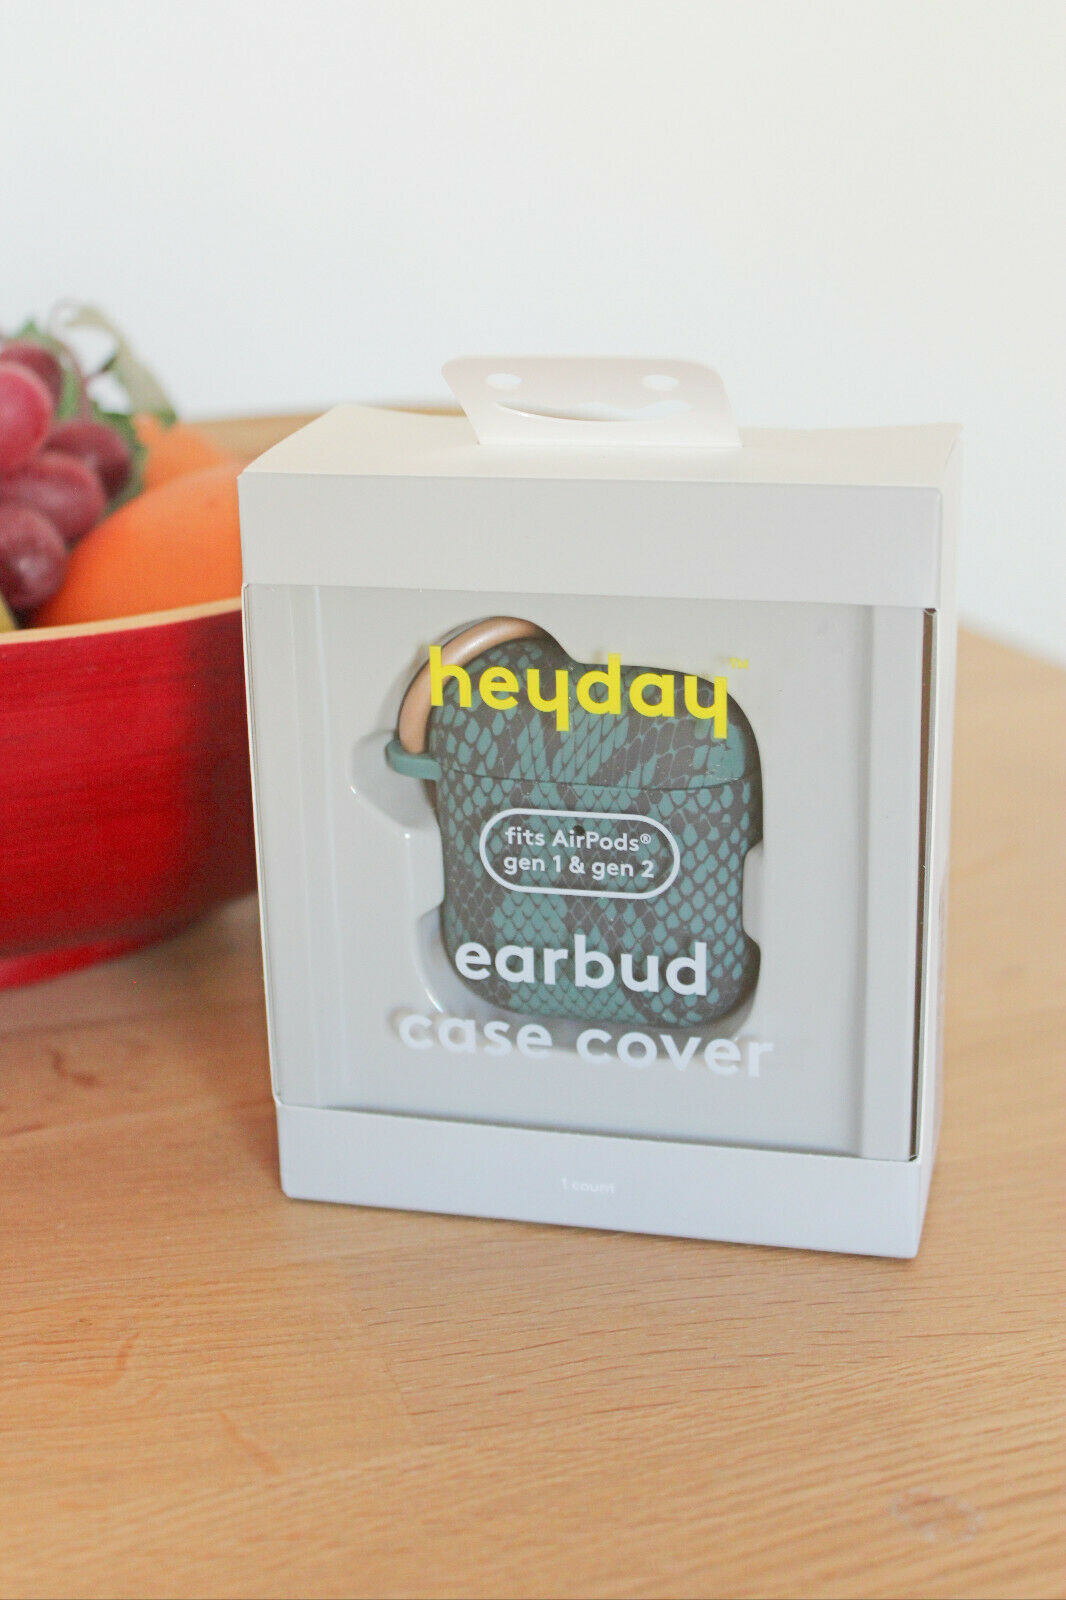 heyday™
fits AirPods®
gen 1 & gen 2
earbud
case cover
1 count